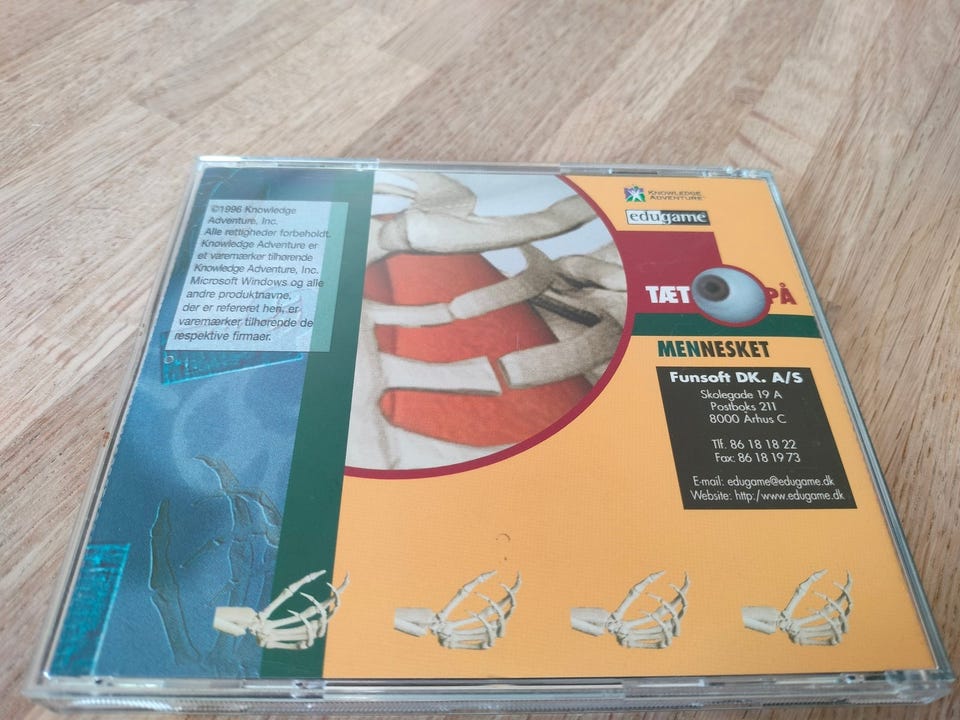 ©1996 Knowledge
Adventure, Inc.
Alle rettigheder forbeholdt.
Knowledge Adventure er
et varemærker tilhørende
Knowledge Adventure, Inc.
Microsoft Windows og alle
andre produktnavne,
der er refereret hen, er
varemærker tilhørende de
respektive firmaer.
KNOWLEDGE
ADVENTURE
edugame
TÆT PÅ
MENNESKET
Funsoft DK. A/S
Skolegade 19 A
Postboks 211
8000 Århus C
Tlf. 86 18 18 22
Fax: 86 18 19 73
E-mail: edugame@edugame.dk
Website: http:/www.edugame.dk